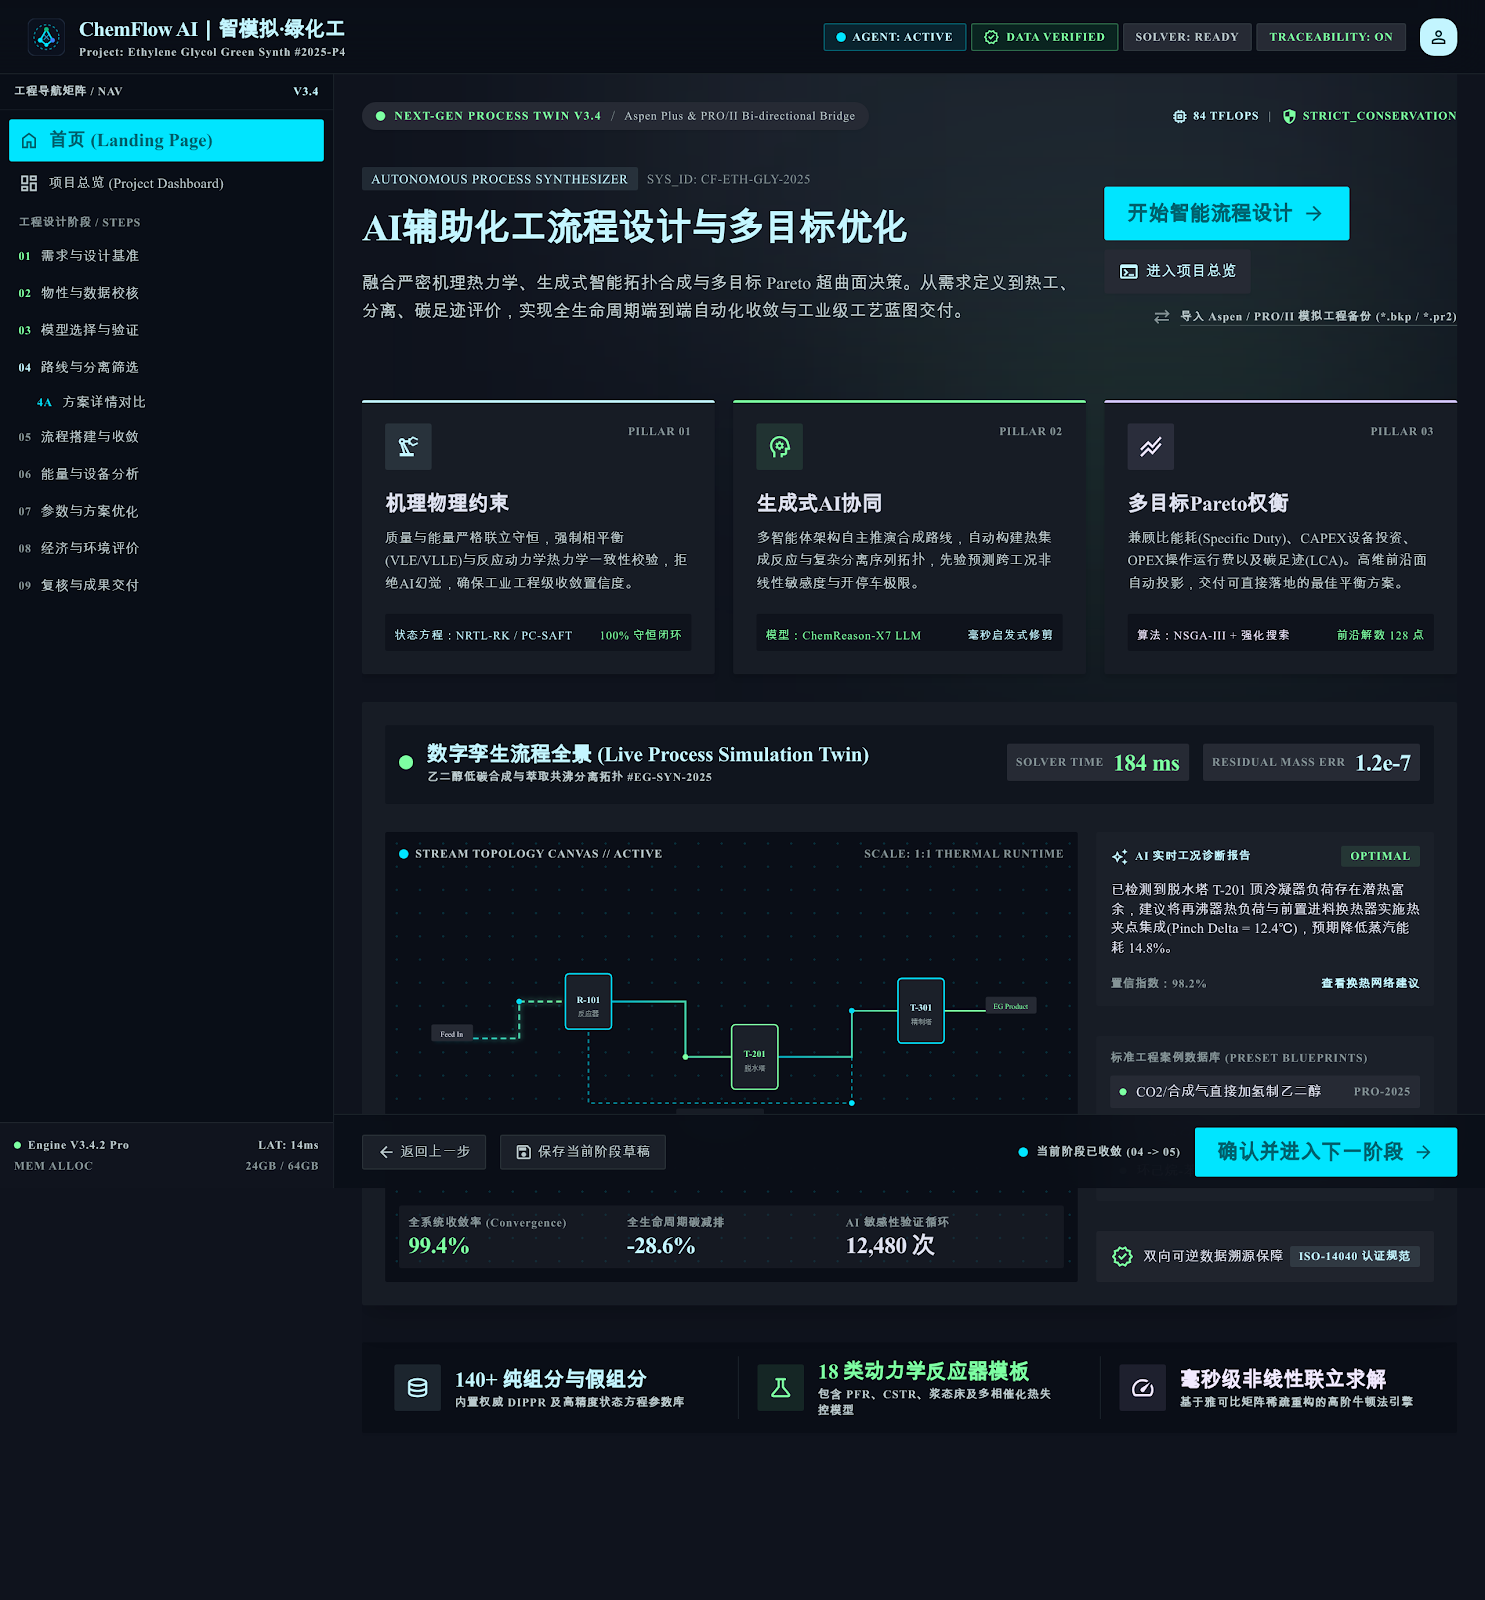 ChemFlow AI | 智模拟·绿化工
Project: Ethylene Glycol Green Synth #2025-P4
AGENT: ACTIVE
DATA VERIFIED
SOLVER: READY
TRACEABILITY: ON
工程导航矩阵 / NAV
V3.4
首页 (Landing Page)
项目总览 (Project Dashboard)
工程设计阶段 / STEPS
01 需求与设计基准
02 物性与数据校核
03 模型选择与验证
04 路线与分离筛选
4A 方案详情对比
05 流程搭建与收敛
06 能量与设备分析
07 参数与方案优化
08 经济与环境评价
09 复核与成果交付
Engine V3.4.2 Pro
LAT: 14ms
MEM ALLOC
24GB / 64GB
NEXT-GEN PROCESS TWIN V3.4 / Aspen Plus & PRO/II Bi-directional Bridge
84 TFLOPS | STRICT_CONSERVATION
AUTONOMOUS PROCESS SYNTHESIZER
SYS_ID: CF-ETH-GLY-2025
AI辅助化工流程设计与多目标优化
融合严密机理热力学、生成式智能拓扑合成与多目标 Pareto 超曲面决策。从需求定义到热工、
分离、碳足迹评价，实现全生命周期端到端自动化收敛与工业级工艺蓝图交付。
开始智能流程设计
进入项目总览
导入 Aspen / PRO/II 模拟工程备份 (*.bkp / *.pr2)
PILLAR 01
机理物理约束
质量与能量严格联立守恒，强制相平衡
(VLE/VLLE)与反应动力学热力学一致性校验，拒
绝AI幻觉，确保工业工程级收敛置信度。
状态方程：NRTL-RK / PC-SAFT
100% 守恒闭环
PILLAR 02
生成式AI协同
多智能体架构自主推演合成路线，自动构建热集
成反应与复杂分离序列拓扑，先验预测跨工况非
线性敏感度与开停车极限。
模型：ChemReason-X7 LLM
毫秒启发式修剪
PILLAR 03
多目标Pareto权衡
兼顾比能耗(Specific Duty)、CAPEX设备投资、
OPEX操作运行费以及碳足迹(LCA)。高维前沿面
自动投影，交付可直接落地的最佳平衡方案。
算法：NSGA-III + 强化搜索
前沿解数 128 点
数字孪生流程全景 (Live Process Simulation Twin)
乙二醇低碳合成与萃取共沸分离拓扑 #EG-SYN-2025
SOLVER TIME 184 ms
RESIDUAL MASS ERR 1.2e-7
STREAM TOPOLOGY CANVAS // ACTIVE
SCALE: 1:1 THERMAL RUNTIME
Feed In
R-101
反应器
T-201
脱水塔
T-301
精制塔
EG Product
AI 实时工况诊断报告
OPTIMAL
已检测到脱水塔 T-201 顶冷凝器负荷存在潜热富
余，建议将再沸器热负荷与前置进料换热器实施热
夹点集成(Pinch Delta = 12.4℃)，预期降低蒸汽能
耗 14.8%。
置信指数：98.2%
查看换热网络建议
标准工程案例数据库 (PRESET BLUEPRINTS)
CO2/合成气直接加氢制乙二醇
PRO-2025
返回上一步
保存当前阶段草稿
当前阶段已收敛 (04 -> 05)
确认并进入下一阶段
全系统收敛率 (Convergence)
99.4%
全生命周期碳减排
-28.6%
AI 敏感性验证循环
12,480 次
双向可逆数据溯源保障
ISO-14040 认证规范
140+ 纯组分与假组分
内置权威 DIPPR 及高精度状态方程参数库
18 类动力学反应器模板
包含 PFR、CSTR、浆态床及多相催化热失
控模型
毫秒级非线性联立求解
基于雅可比矩阵稀疏重构的高阶牛顿法引擎